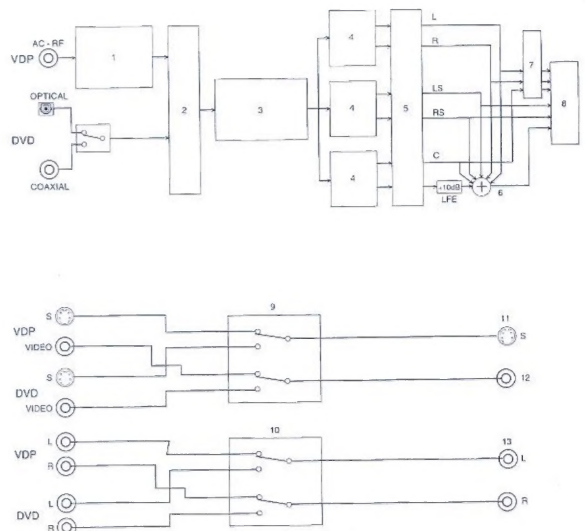 AC-RF
VDP
1
OPTICAL
DVD
COAXIAL
2
3
4
4
4
5
L
R
LS
RS
C
+10dB
LFE
6
7
8
VDP
S
VIDEO
DVD
S
VIDEO
9
11
S
12
VDP
L
R
DVD
L
R
10
13
L
R